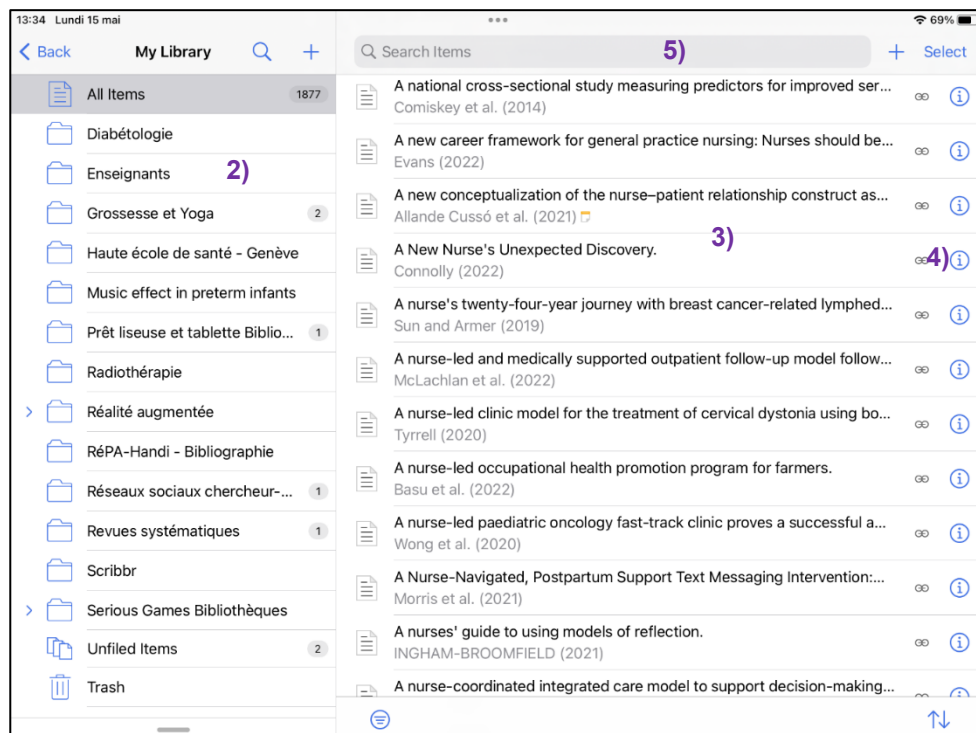 13:34 Lundi 15 mai
69%
Back
My Library
Search Items
5)
Select
All Items
1877
Diabétologie
Enseignants
2)
Grossesse et Yoga
2
Haute école de santé - Genève
Music effect in preterm infants
Prêt liseuse et tablette Biblio...
1
Radiothérapie
Réalité augmentée
RéPA-Handi - Bibliographie
Réseaux sociaux chercheur-...
1
Revues systématiques
1
Scribbr
Serious Games Bibliothèques
Unfiled Items
2
Trash
A national cross-sectional study measuring predictors for improved ser...
Comiskey et al. (2014)
A new career framework for general practice nursing: Nurses should be...
Evans (2022)
A new conceptualization of the nurse–patient relationship construct as...
Allande Cussó et al. (2021)
3)
A New Nurse's Unexpected Discovery.
Connolly (2022)
4)
A nurse's twenty-four-year journey with breast cancer-related lymphed...
Sun and Armer (2019)
A nurse-led and medically supported outpatient follow-up model follow...
McLachlan et al. (2022)
A nurse-led clinic model for the treatment of cervical dystonia using bo...
Tyrrell (2020)
A nurse-led occupational health promotion program for farmers.
Basu et al. (2022)
A nurse-led paediatric oncology fast-track clinic proves a successful a...
Wong et al. (2020)
A Nurse-Navigated, Postpartum Support Text Messaging Intervention:...
Morris et al. (2021)
A nurses' guide to using models of reflection.
INGHAM-BROOMFIELD (2021)
A nurse-coordinated integrated care model to support decision-making...